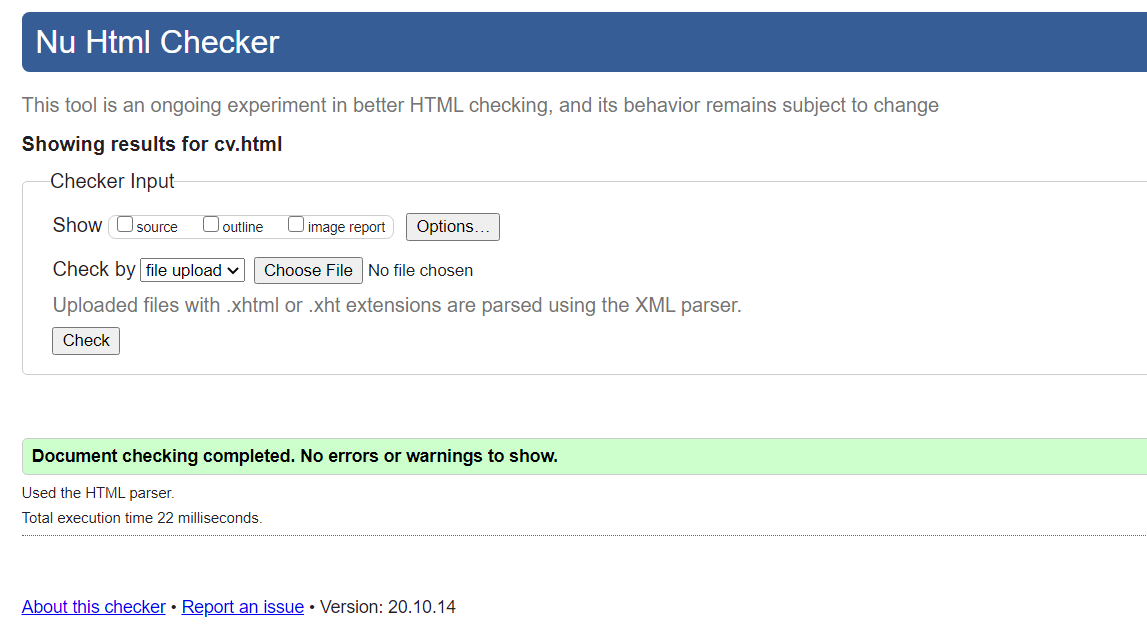 Nu Html Checker
This tool is an ongoing experiment in better HTML checking, and its behavior remains subject to change
Showing results for cv.html
Checker Input
Show source outline image report Options...
Check by file upload Choose File No file chosen
Uploaded files with .xhtml or .xht extensions are parsed using the XML parser.
Check
Document checking completed. No errors or warnings to show.
Used the HTML parser.
Total execution time 22 milliseconds.
About this checker • Report an issue • Version: 20.10.14